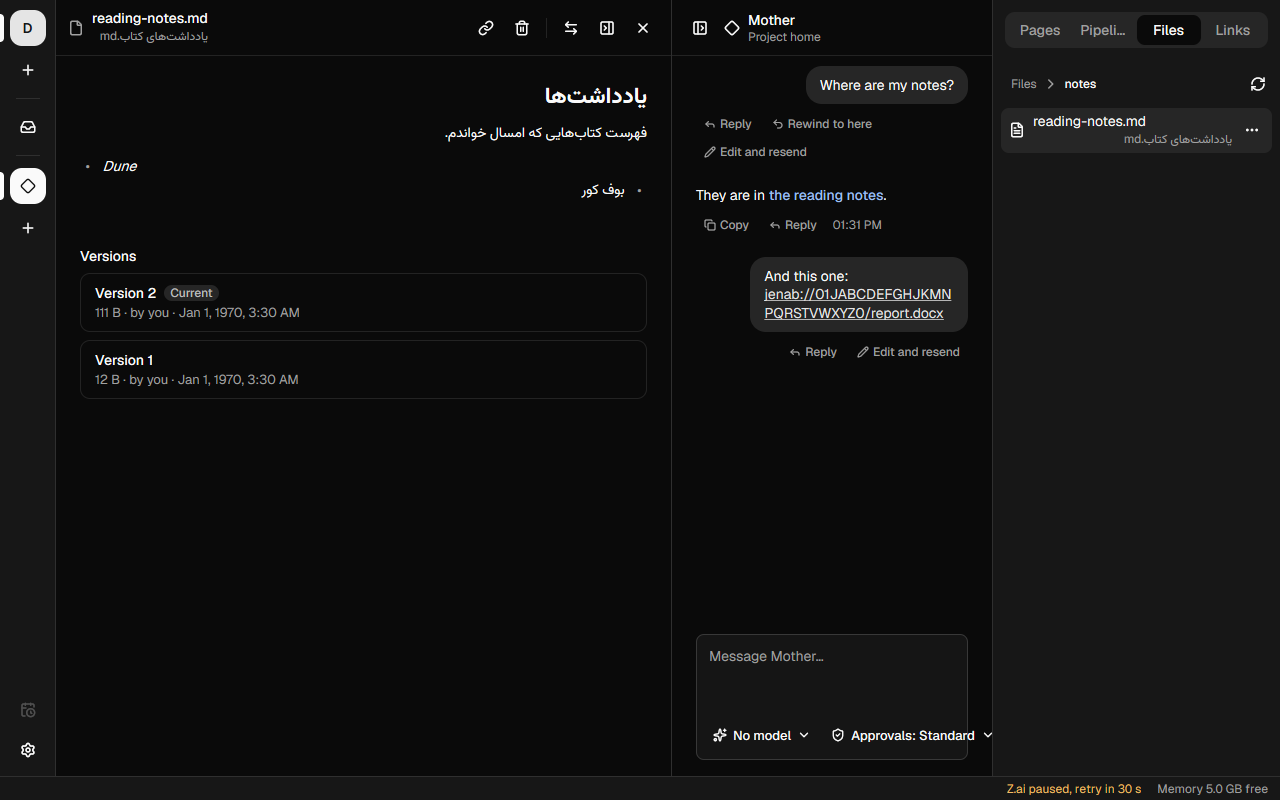 D
reading-notes.md
یادداشت‌های کتاب.md
یادداشت‌ها
فهرست کتاب‌هایی که امسال خواندم.
• Dune
• بوف کور
Versions
Version 2 Current
111 B · by you · Jan 1, 1970, 3:30 AM
Version 1
12 B · by you · Jan 1, 1970, 3:30 AM
Mother
Project home
Where are my notes?
Reply Rewind to here
Edit and resend
They are in the reading notes.
Copy Reply 01:31 PM
And this one:
jenab://01JABCDEFGHJKMN
PQRSTVWXYZ0/report.docx
Reply Edit and resend
Message Mother…
No model Approvals: Standard
Pages Pipeli… Files Links
Files notes
reading-notes.md
یادداشت‌های کتاب.md
Z.ai paused, retry in 30 s Memory 5.0 GB free